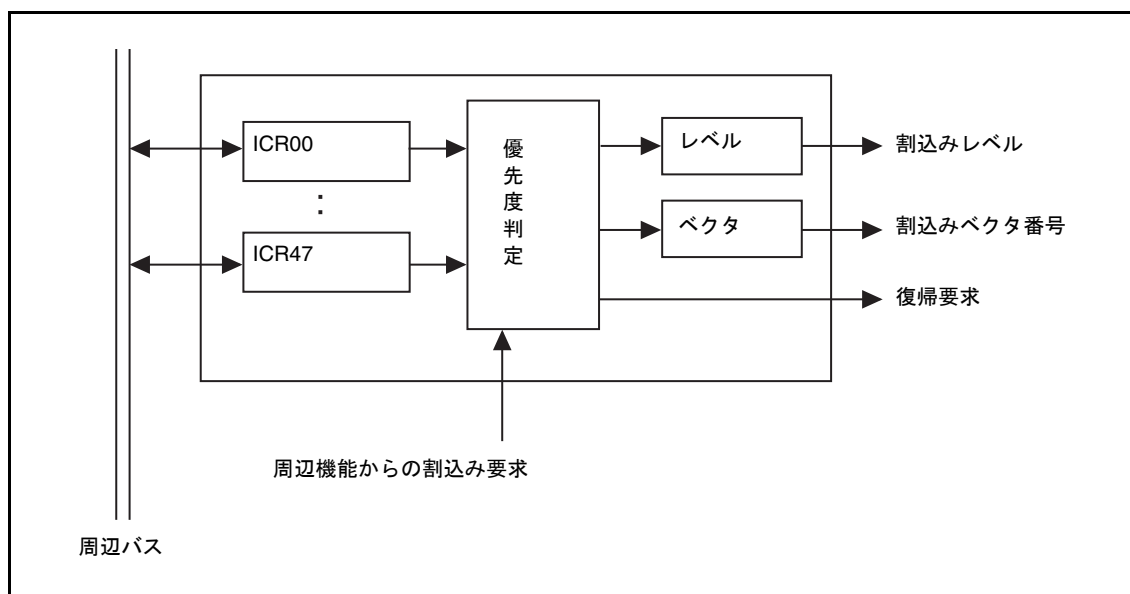 ICR00
:
ICR47
優先度判定
レベル
ベクタ
割込みレベル
割込みベクタ番号
復帰要求
周辺機能からの割込み要求
周辺バス